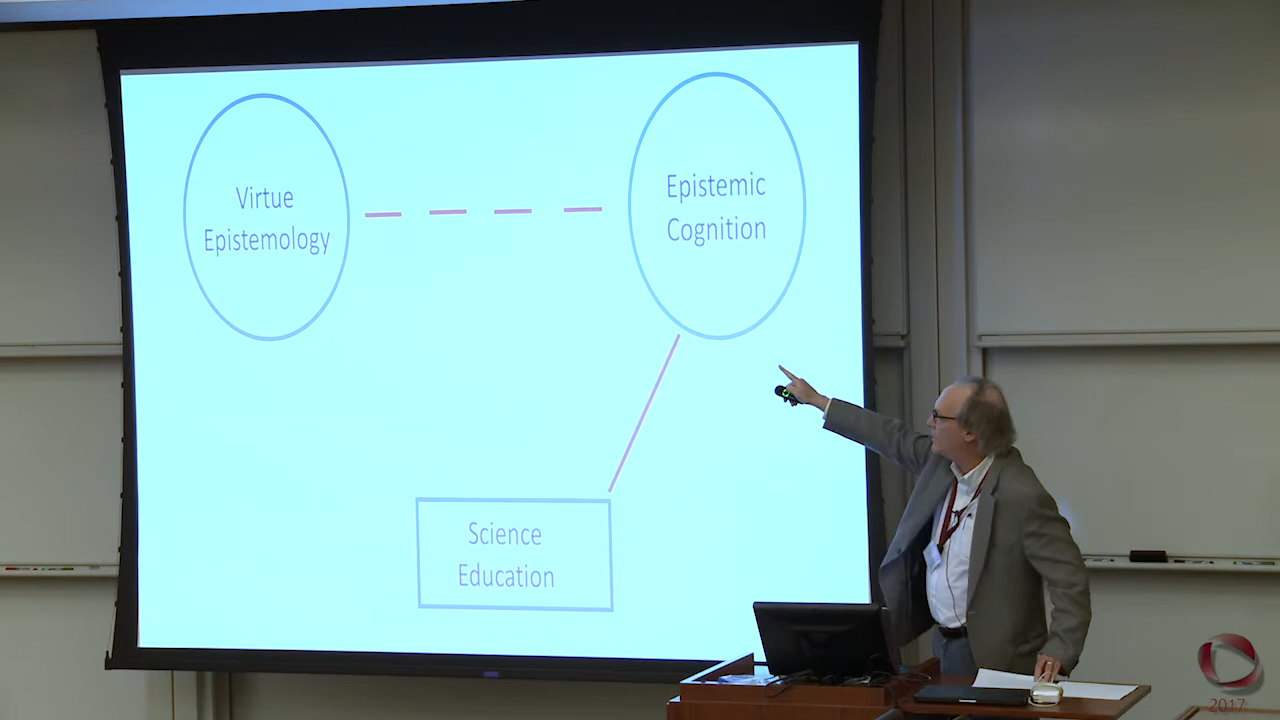 Virtue
Epistemology
Epistemic
Cognition
Science
Education
2017